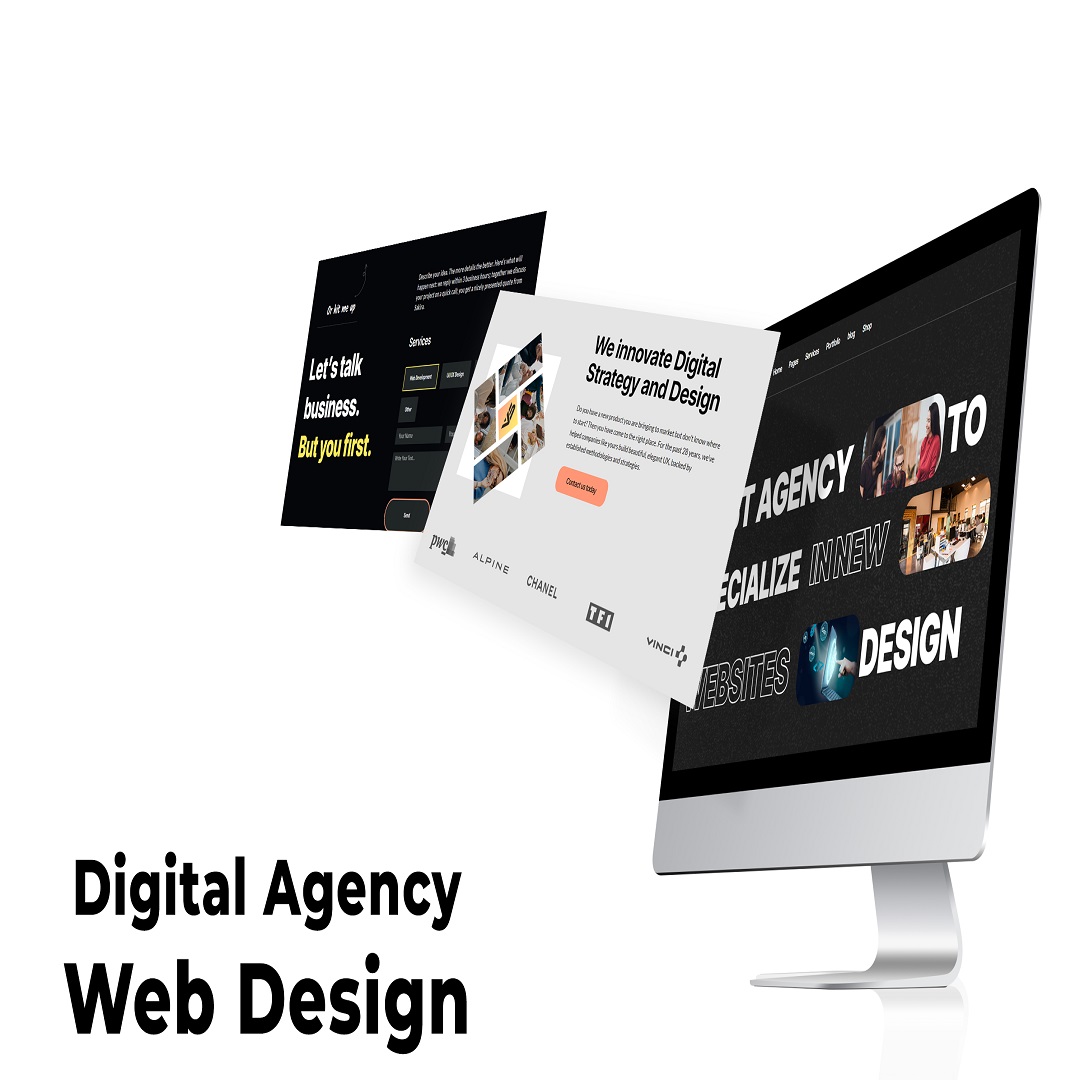 Or hit me up
Let's talk
business.
But you first.
Describe your idea. The more details the better. Here's what will
happen next: we reply within 3 business hours; together we discuss
your project on a quick call; you get a nicely presented quote from
Services
Web Development
UI/UX Design
Other
Your Name
Write Your Text...
Send
We innovate Digital
Strategy and Design
Do you have a new product you are bringing to market but don't know where
to start? Then you have come to the right place. For the past 28 years, we've
helped companies like yours build beautiful, elegant UX, backed by
established methodologies and strategies.
Contact us today
pwc
ALPINE
CHANEL
TF1
VINCI
Home Pages Services Portfolio blog Shop
T AGENCY TO
ECIALIZE IN NEW
WEBSITES DESIGN
Digital Agency
Web Design